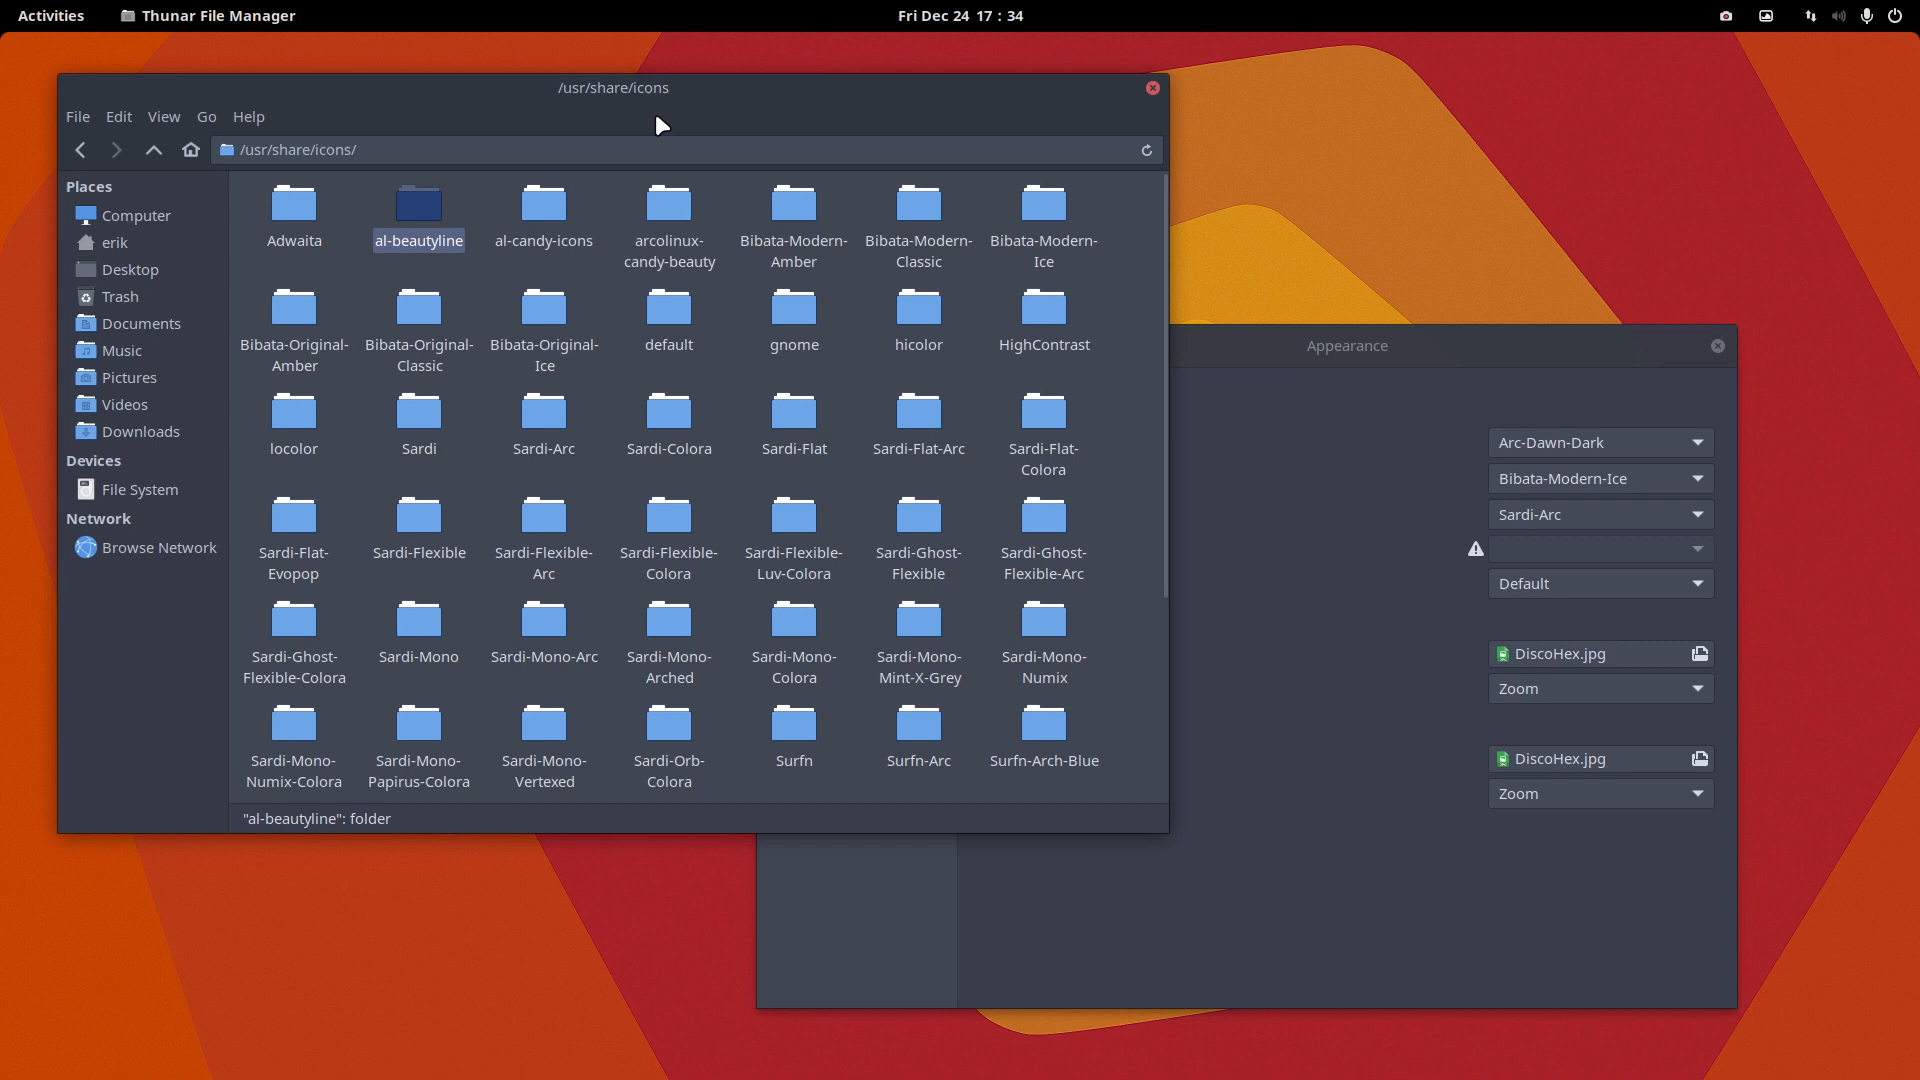 Activities
Thunar File Manager
Fri Dec 24 17 : 34
/usr/share/icons
File Edit View Go Help
/usr/share/icons/
Places
Computer
erik
Desktop
Trash
Documents
Music
Pictures
Videos
Downloads
Devices
File System
Network
Browse Network
Adwaita
al-beautyline
al-candy-icons
arcolinux-
candy-beauty
Bibata-Modern-
Amber
Bibata-Modern-
Classic
Bibata-Modern-
Ice
Bibata-Original-
Amber
Bibata-Original-
Classic
Bibata-Original-
Ice
default
gnome
hicolor
HighContrast
locolor
Sardi
Sardi-Arc
Sardi-Colora
Sardi-Flat
Sardi-Flat-Arc
Sardi-Flat-
Colora
Sardi-Flat-
Evopop
Sardi-Flexible
Sardi-Flexible-
Arc
Sardi-Flexible-
Colora
Sardi-Flexible-
Luv-Colora
Sardi-Ghost-
Flexible
Sardi-Ghost-
Flexible-Arc
Sardi-Ghost-
Flexible-Colora
Sardi-Mono
Sardi-Mono-Arc
Sardi-Mono-
Arched
Sardi-Mono-
Colora
Sardi-Mono-
Mint-X-Grey
Sardi-Mono-
Numix
Sardi-Mono-
Numix-Colora
Sardi-Mono-
Papirus-Colora
Sardi-Mono-
Vertexed
Sardi-Orb-
Colora
Surfn
Surfn-Arc
Surfn-Arch-Blue
"al-beautyline": folder
Appearance
Arc-Dawn-Dark
Bibata-Modern-Ice
Sardi-Arc
Default
DiscoHex.jpg
Zoom
DiscoHex.jpg
Zoom